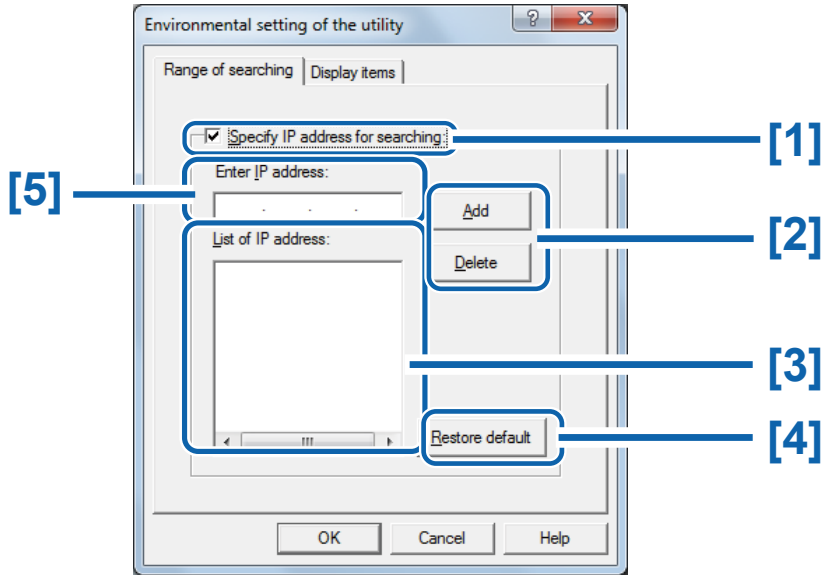 Environmental setting of the utility
Range of searching Display items
Specify IP address for searching:
[1]
Enter IP address:
[5]
. . .
Add
[2]
List of IP address:
Delete
[3]
Restore default
[4]
OK Cancel Help